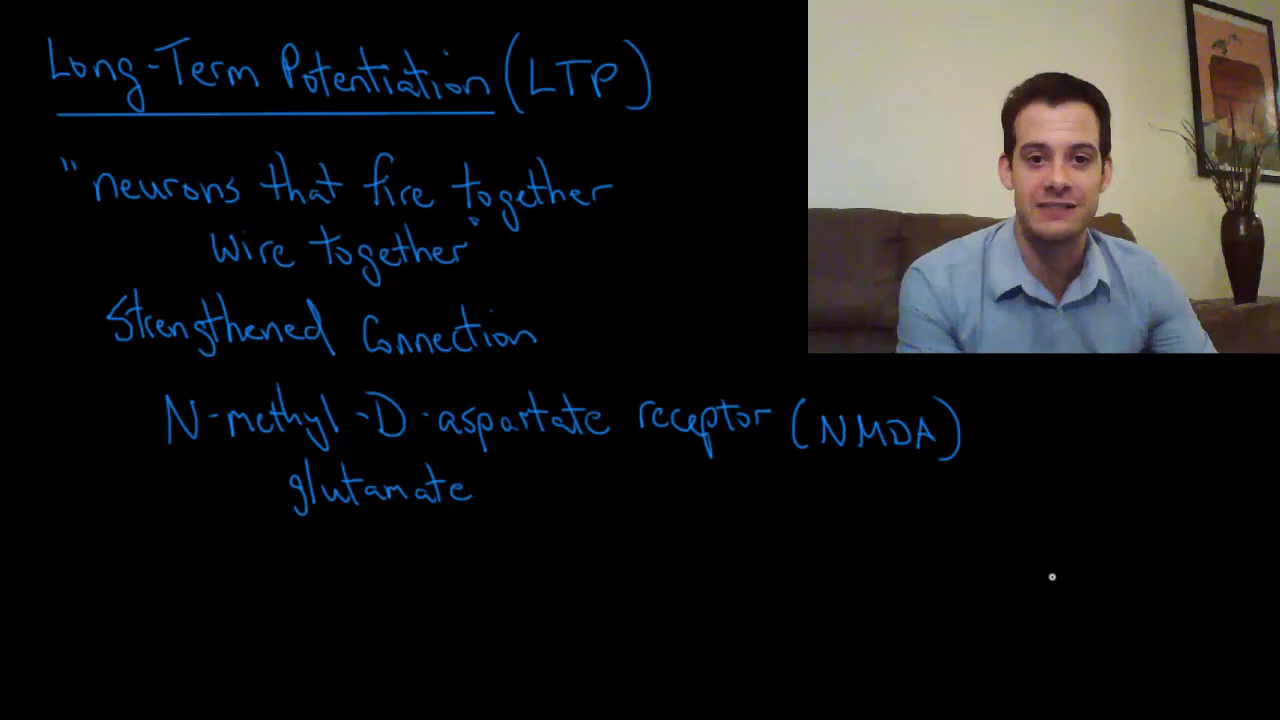 Long-Term Potentiation (LTP)
"neurons that fire together
wire together"
Strengthened Connection
N-methyl-D-aspartate receptor (NMDA)
glutamate